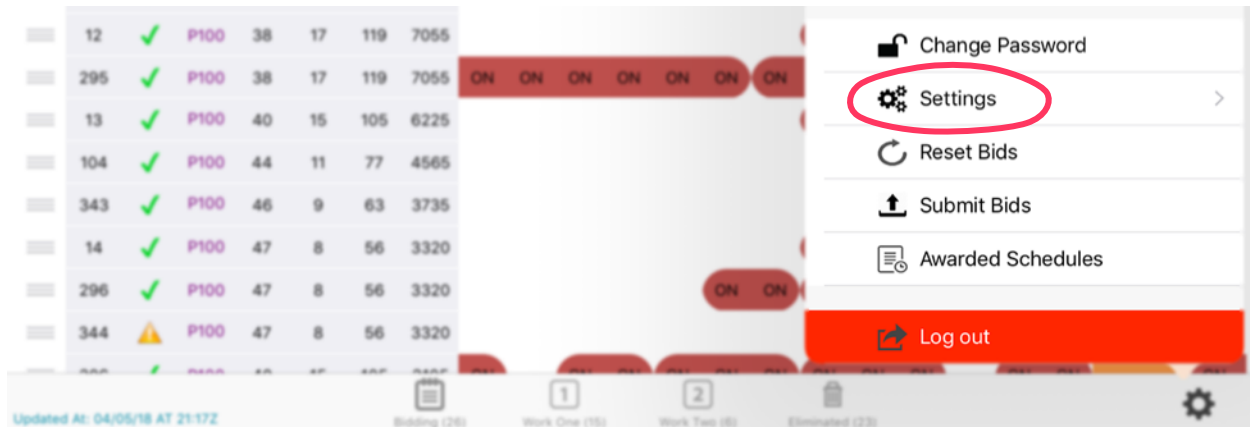 12 P100 38 17 119 7055
Change Password
295 P100 38 17 119 7055 ON ON ON ON ON ON ON
Settings
13 P100 40 15 105 6225
104 P100 44 11 77 4565
Reset Bids
343 P100 46 9 63 3735
Submit Bids
14 P100 47 8 56 3320
Awarded Schedules
296 P100 47 8 56 3320 ON ON
344 P100 47 8 56 3320
Log out
1 2
Updated At: 04/05/18 AT 21:17Z
Bidding (26) Work One (15) Work Two (6) Eliminated (23)